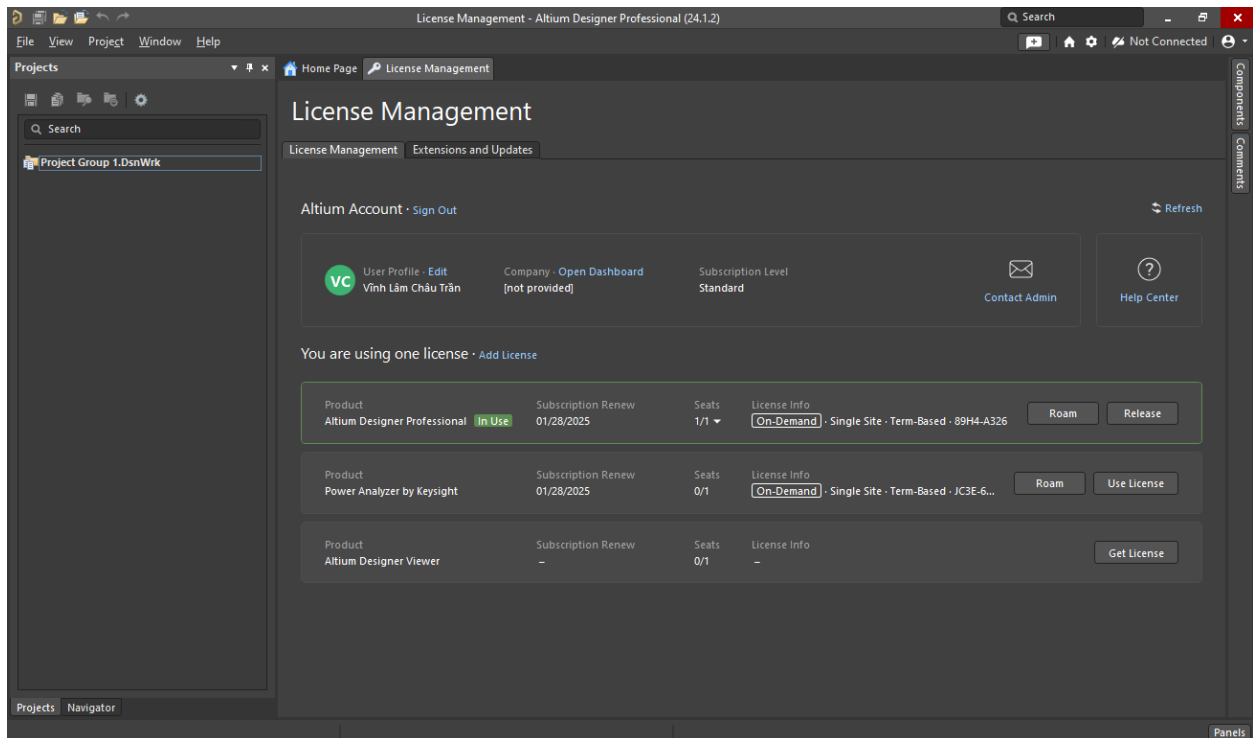 License Management - Altium Designer Professional (24.1.2)
Search
File View Project Window Help
Not Connected
Projects
Home Page
License Management
Components
Comments
Search
Project Group 1.DsnWrk
License Management
License Management Extensions and Updates
Altium Account · Sign Out
Refresh
VC
User Profile · Edit
Vĩnh Lâm Châu Trần
Company · Open Dashboard
[not provided]
Subscription Level
Standard
Contact Admin
Help Center
You are using one license · Add License
Product Subscription Renew Seats License Info
Altium Designer Professional In Use 01/28/2025 1/1 On-Demand · Single Site · Term-Based · 89H4-A326
Roam Release
Product Subscription Renew Seats License Info
Power Analyzer by Keysight 01/28/2025 0/1 On-Demand · Single Site · Term-Based · JC3E-6...
Roam Use License
Product Subscription Renew Seats License Info
Altium Designer Viewer – 0/1 –
Get License
Projects Navigator
Panels